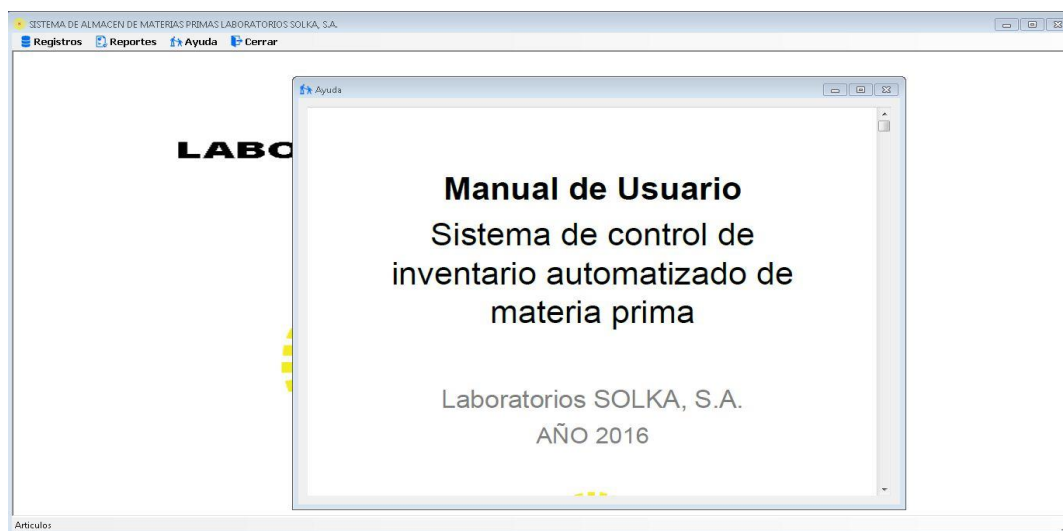 SISTEMA DE ALMACEN DE MATERIAS PRIMAS LABORATORIOS SOLKA, S.A.
Registros Reportes Ayuda Cerrar
Ayuda
LABO
Manual de Usuario
Sistema de control de
inventario automatizado de
materia prima
Laboratorios SOLKA, S.A.
AÑO 2016
Articulos